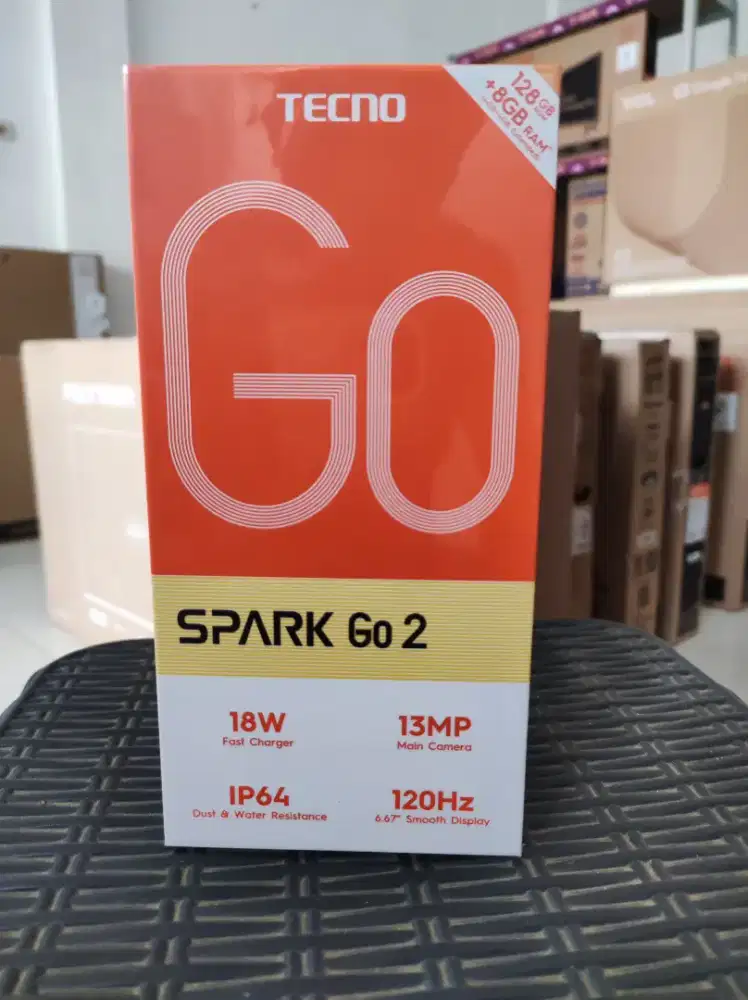 TECNO
128GB
ROM
+8GB RAM*
Go
SPARK Go 2
18W
Fast Charger
13MP
Main Camera
IP64
Dust & Water Resistance
120Hz
6.67" Smooth Display